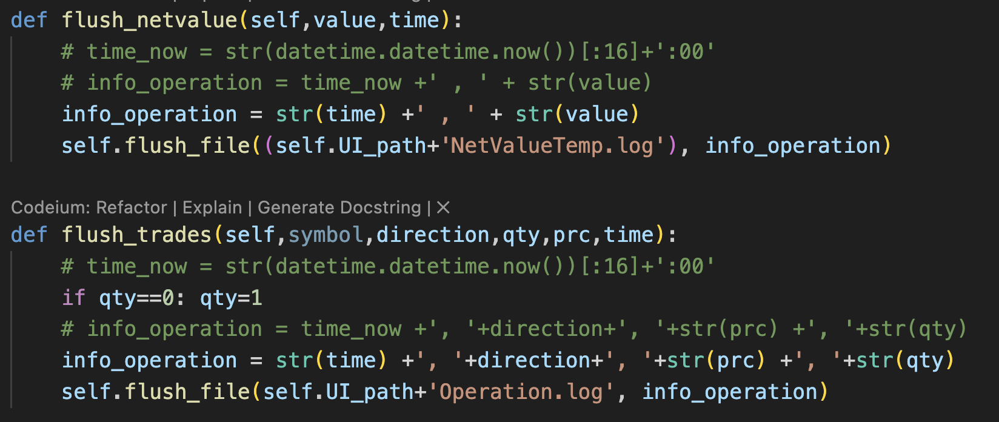 def flush_netvalue(self,value,time):
    # time_now = str(datetime.datetime.now())[:16]+':00'
    # info_operation = time_now +' , ' + str(value)
    info_operation = str(time) +' , ' + str(value)
    self.flush_file((self.UI_path+'NetValueTemp.log'), info_operation)
Codeium: Refactor | Explain | Generate Docstring | ✕
def flush_trades(self,symbol,direction,qty,prc,time):
    # time_now = str(datetime.datetime.now())[:16]+':00'
    if qty==0: qty=1
    # info_operation = time_now +', '+direction+', '+str(prc) +', '+str(qty)
    info_operation = str(time) +', '+direction+', '+str(prc) +', '+str(qty)
    self.flush_file(self.UI_path+'Operation.log', info_operation)